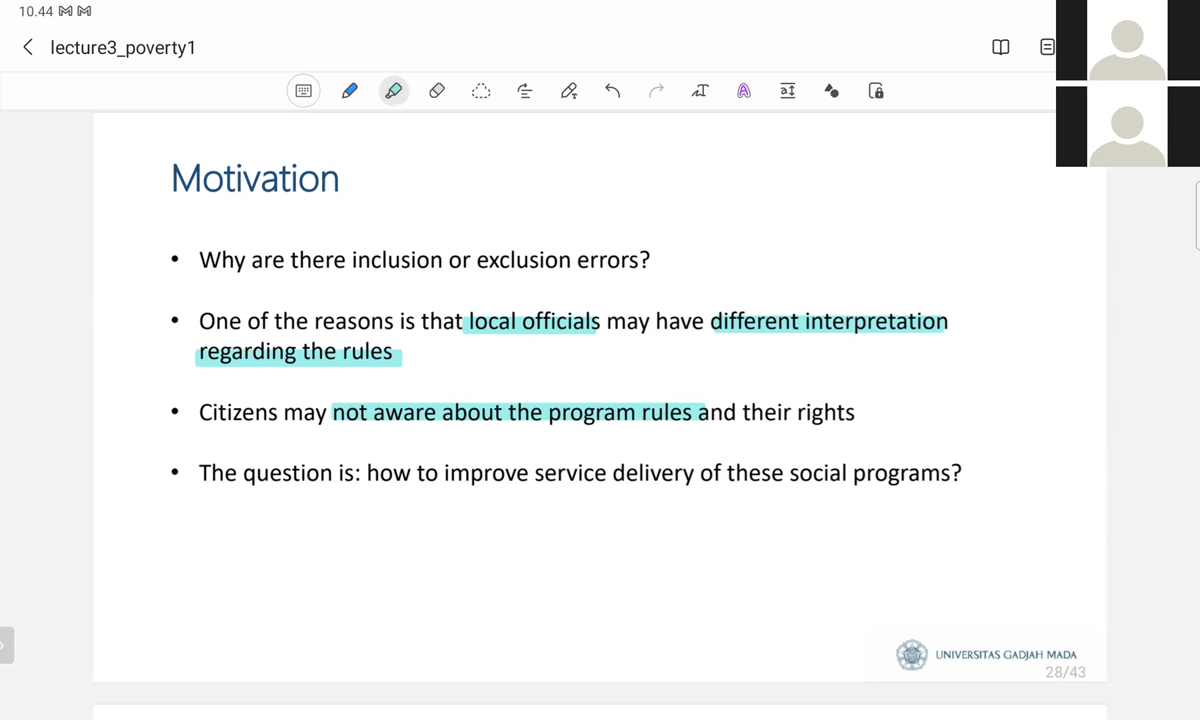 10.44
lecture3_poverty1
Motivation
• Why are there inclusion or exclusion errors?
• One of the reasons is that local officials may have different interpretation
regarding the rules
• Citizens may not aware about the program rules and their rights
• The question is: how to improve service delivery of these social programs?
UNIVERSITAS GADJAH MADA
28/43